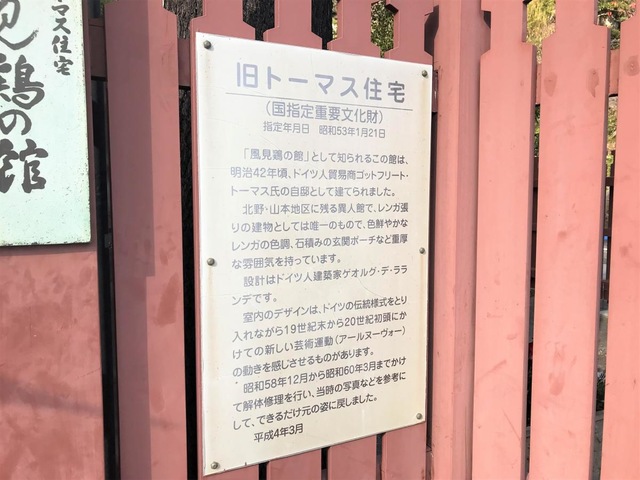 旧トーマス住宅
(国指定重要文化財)
指定年月日 昭和53年1月21日
「風見鶏の館」として知られるこの館は、
明治42年頃、ドイツ人貿易商ゴットフリート・
トーマス氏の自邸として建てられました。
北野・山本地区に残る異人館で、レンガ張
りの建物としては唯一のもので、色鮮やかな
レンガの色調、石積みの玄関ポーチなど重厚
な雰囲気を持っています。
設計はドイツ人建築家ゲオルグ・デ・ララ
ンデです。
室内のデザインは、ドイツの伝統様式をとり
入れながら19世紀末から20世紀初頭にか
けての新しい芸術運動(アールヌーヴォー)
の動きを感じさせるものがあります。
昭和58年12月から昭和60年3月までかけ
て解体修理を行い、当時の写真などを参考に
して、できるだけ元の姿に戻しました。
平成4年3月
マス住宅
見鶏の館